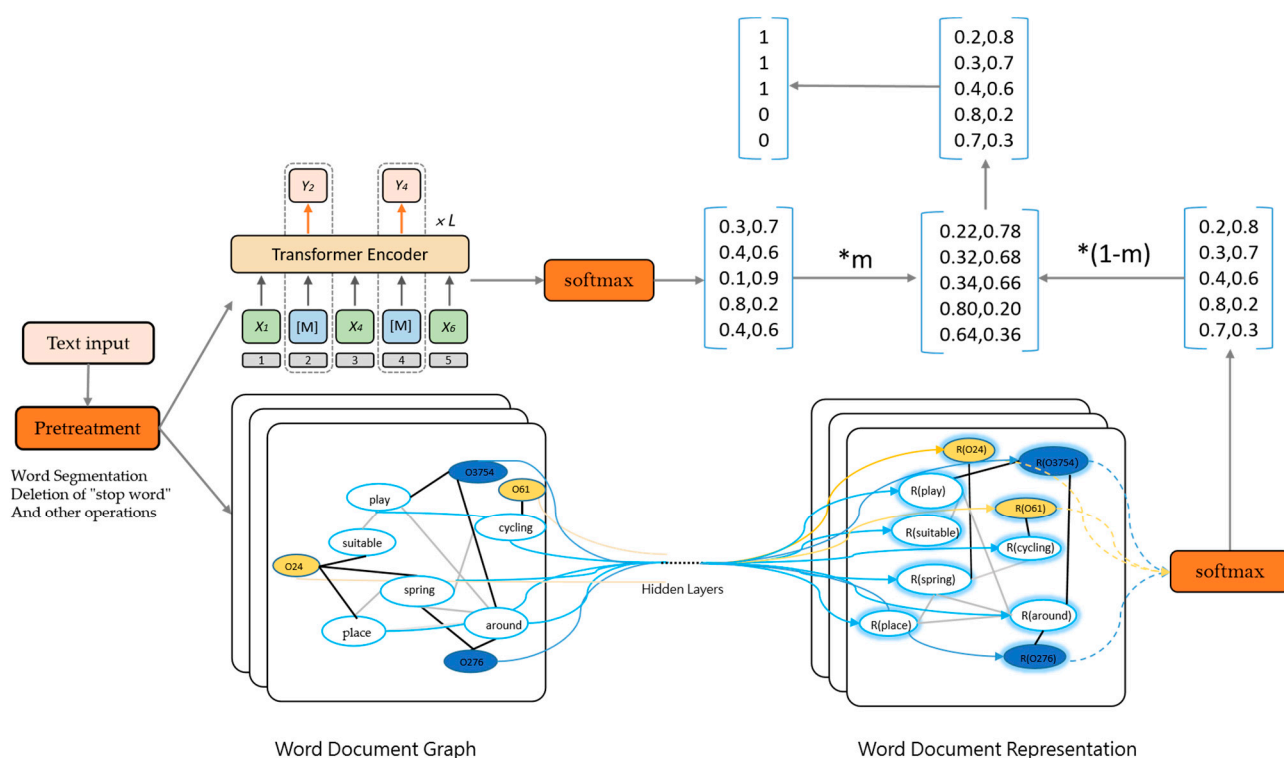 1
1
1
0
0
0.2,0.8
0.3,0.7
0.4,0.6
0.8,0.2
0.7,0.3
Y2
Y4
× L
Transformer Encoder
X1
[M]
X4
[M]
X6
1
2
3
4
5
softmax
0.3,0.7
0.4,0.6
0.1,0.9
0.8,0.2
0.4,0.6
*m
0.22,0.78
0.32,0.68
0.34,0.66
0.80,0.20
0.64,0.36
*(1-m)
0.2,0.8
0.3,0.7
0.4,0.6
0.8,0.2
0.7,0.3
Text input
Pretreatment
Word Segmentation
Deletion of "stop word"
And other operations
O3754
O61
play
cycling
suitable
O24
spring
place
around
O276
Hidden Layers
R(O24)
R(O3754)
R(play)
R(O61)
R(suitable)
R(cycling)
R(spring)
R(place)
R(around)
R(O276)
softmax
Word Document Graph
Word Document Representation